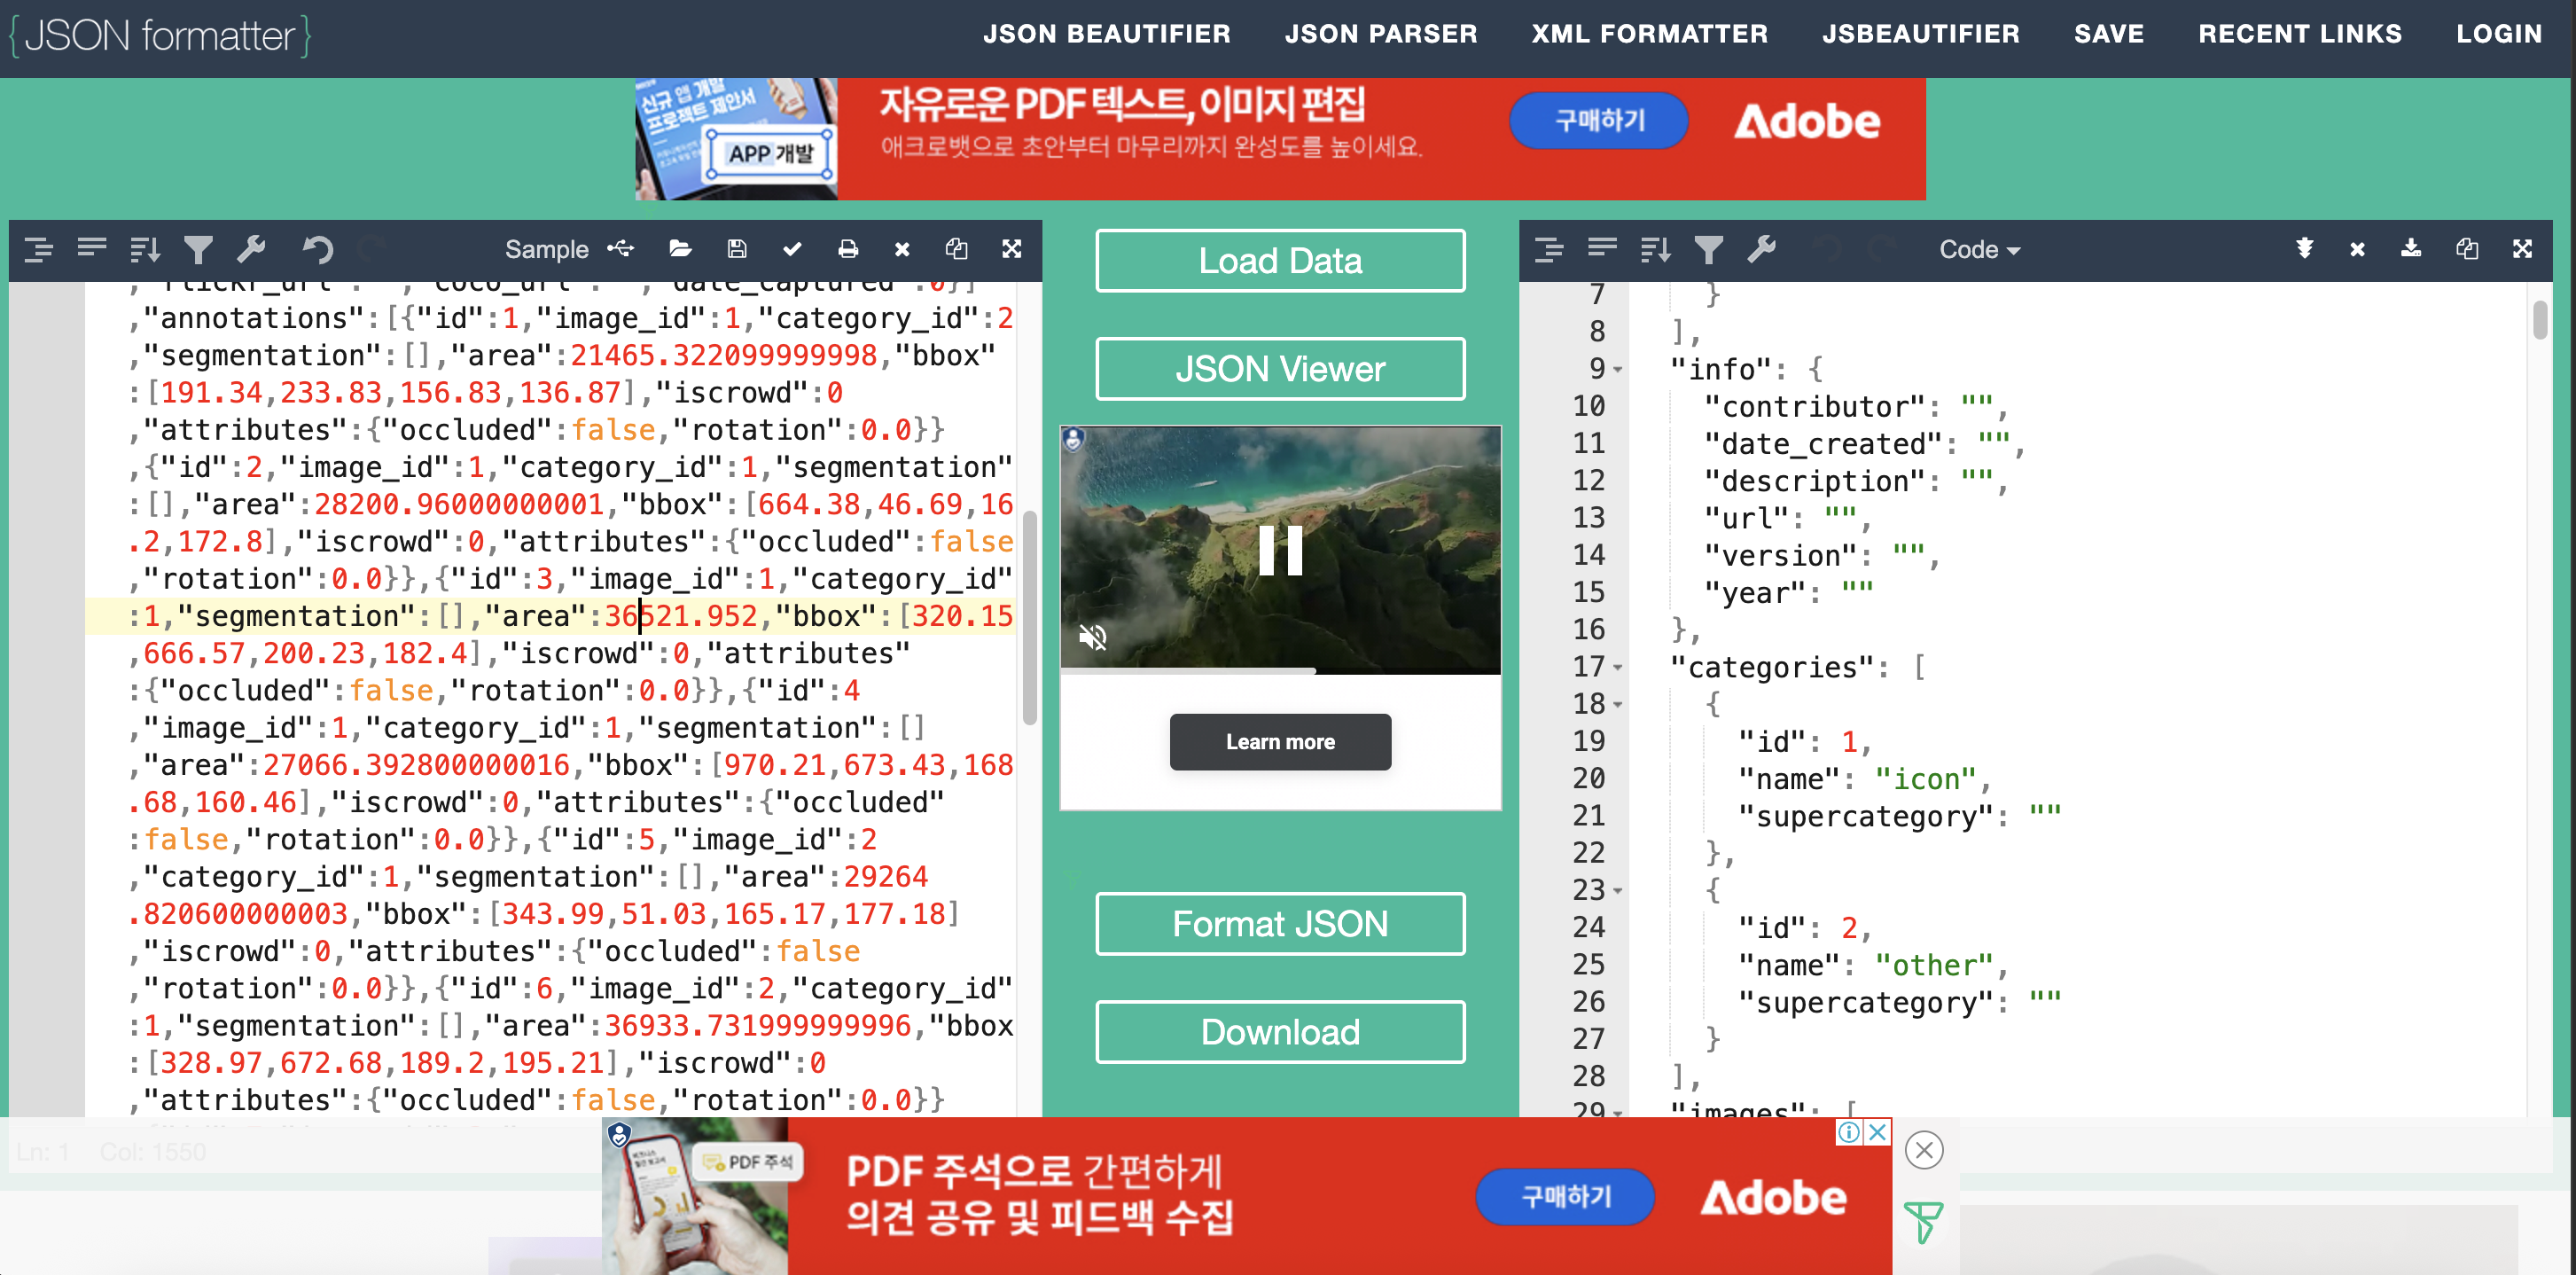 {JSON formatter}
JSON BEAUTIFIER JSON PARSER XML FORMATTER JSBEAUTIFIER SAVE RECENT LINKS LOGIN
신규 앱 개발
프로젝트 제안서
APP 개발
자유로운 PDF 텍스트, 이미지 편집
애크로뱃으로 초안부터 마무리까지 완성도를 높이세요.
구매하기
Adobe
Sample
,"flickr_url":"","coco_url":"","date_captured":0}]
,"annotations":[{"id":1,"image_id":1,"category_id":2
,"segmentation":[],"area":21465.322099999998,"bbox"
:[191.34,233.83,156.83,136.87],"iscrowd":0
,"attributes":{"occluded":false,"rotation":0.0}}
,{"id":2,"image_id":1,"category_id":1,"segmentation"
:[],"area":28200.96000000001,"bbox":[664.38,46.69,16
.2,172.8],"iscrowd":0,"attributes":{"occluded":false
,"rotation":0.0}},{"id":3,"image_id":1,"category_id"
:1,"segmentation":[],"area":36521.952,"bbox":[320.15
,666.57,200.23,182.4],"iscrowd":0,"attributes"
:{"occluded":false,"rotation":0.0}},{"id":4
,"image_id":1,"category_id":1,"segmentation":[]
,"area":27066.392800000016,"bbox":[970.21,673.43,168
.68,160.46],"iscrowd":0,"attributes":{"occluded"
:false,"rotation":0.0}},{"id":5,"image_id":2
,"category_id":1,"segmentation":[],"area":29264
.820600000003,"bbox":[343.99,51.03,165.17,177.18]
,"iscrowd":0,"attributes":{"occluded":false
,"rotation":0.0}},{"id":6,"image_id":2,"category_id"
:1,"segmentation":[],"area":36933.731999999996,"bbox
:[328.97,672.68,189.2,195.21],"iscrowd":0
,"attributes":{"occluded":false,"rotation":0.0}}
Ln: 1 Col: 1550
Load Data
JSON Viewer
Learn more
Format JSON
Download
Code
7 }
8 ],
9 "info": {
10 "contributor": "",
11 "date_created": "",
12 "description": "",
13 "url": "",
14 "version": "",
15 "year": ""
16 },
17 "categories": [
18 {
19 "id": 1,
20 "name": "icon",
21 "supercategory": ""
22 },
23 {
24 "id": 2,
25 "name": "other",
26 "supercategory": ""
27 }
28 ],
29 "images": [
PDF 주석
PDF 주석으로 간편하게
의견 공유 및 피드백 수집
구매하기
Adobe